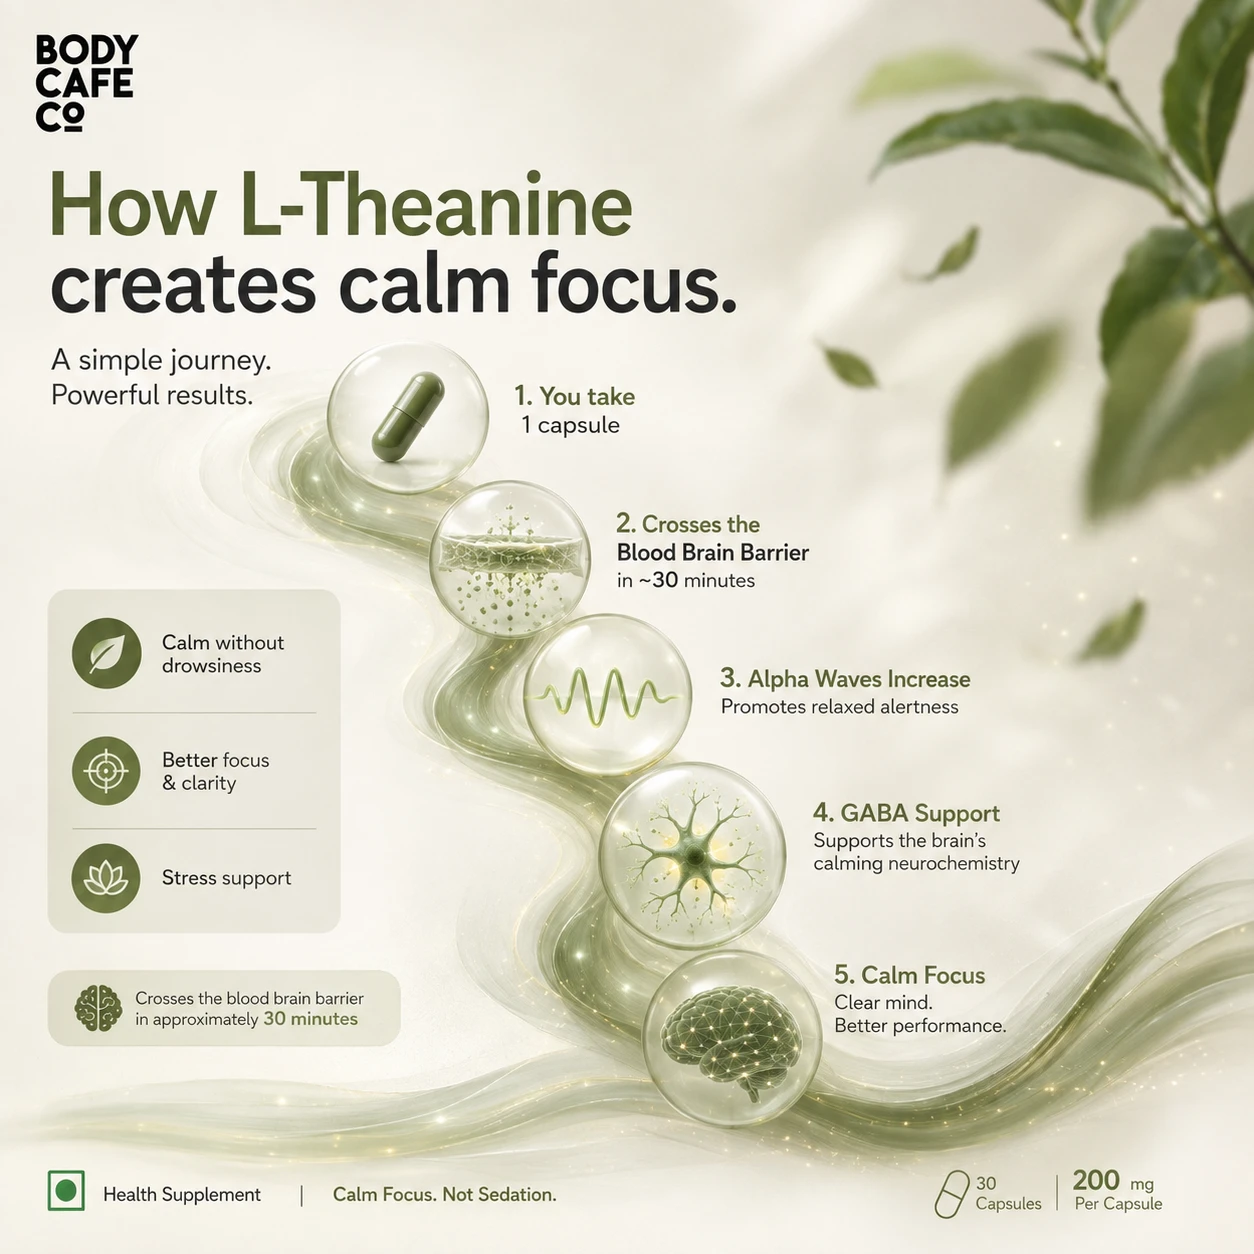 BODY
CAFE
Co
How L-Theanine
creates calm focus.
A simple journey.
Powerful results.
1. You take
1 capsule
2. Crosses the
Blood Brain Barrier
in ~30 minutes
3. Alpha Waves Increase
Promotes relaxed alertness
4. GABA Support
Supports the brain's
calming neurochemistry
5. Calm Focus
Clear mind.
Better performance.
Calm without
drowsiness
Better focus
& clarity
Stress support
Crosses the blood brain barrier
in approximately 30 minutes
Health Supplement | Calm Focus. Not Sedation.
30
Capsules
200 mg
Per Capsule